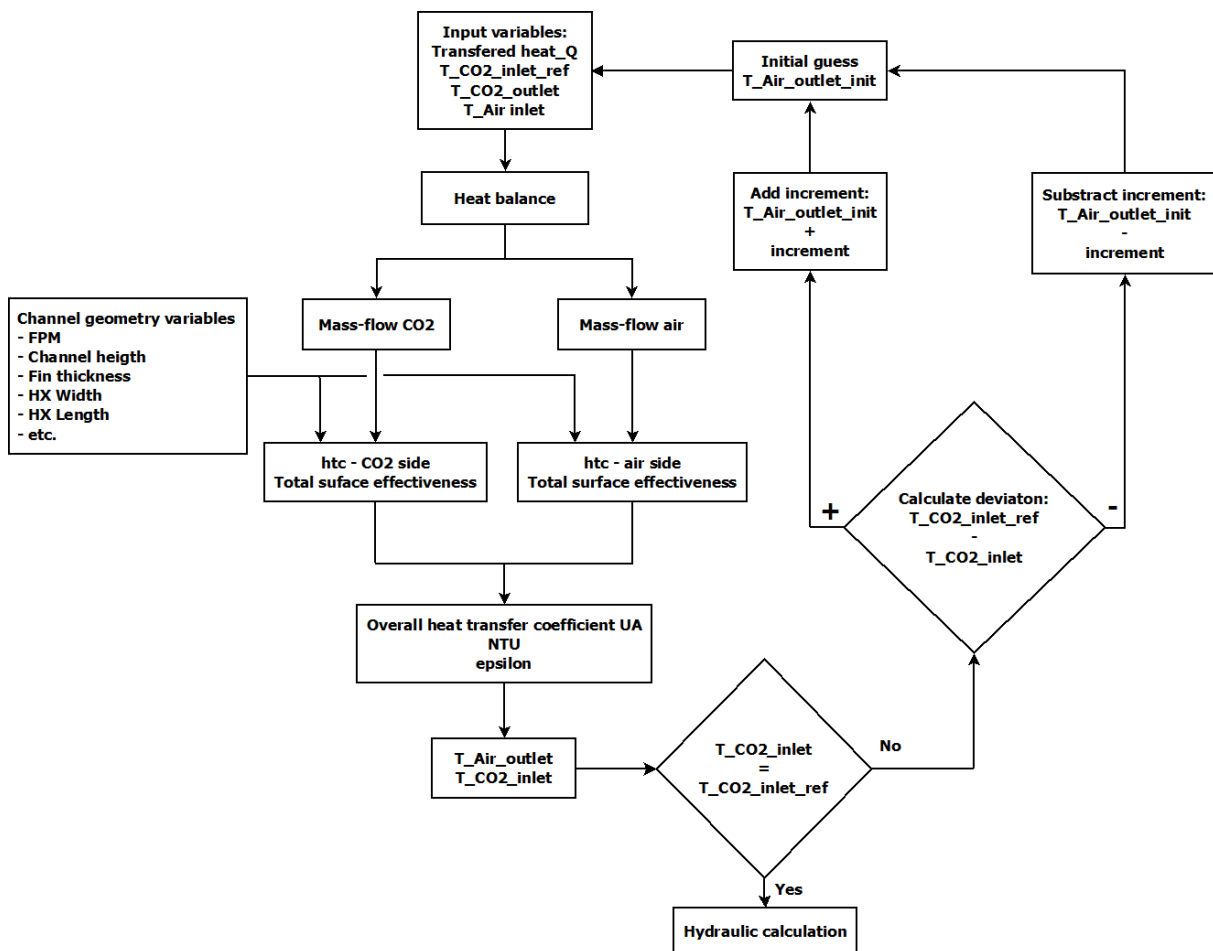 Input variables:
Transfered heat_Q
T_CO2_inlet_ref
T_CO2_outlet
T_Air inlet
Initial guess
T_Air_outlet_init
Heat balance
Add increment:
T_Air_outlet_init
+
increment
Substract increment:
T_Air_outlet_init
-
increment
Channel geometry variables
- FPM
- Channel heigth
- Fin thickness
- HX Width
- HX Length
- etc.
Mass-flow CO2
Mass-flow air
htc - CO2 side
Total suface effectiveness
htc - air side
Total surface effectiveness
Calculate deviaton:
T_CO2_inlet_ref
-
T_CO2_inlet
+
-
Overall heat transfer coefficient UA
NTU
epsilon
T_Air_outlet
T_CO2_inlet
T_CO2_inlet
=
T_CO2_inlet_ref
No
Yes
Hydraulic calculation